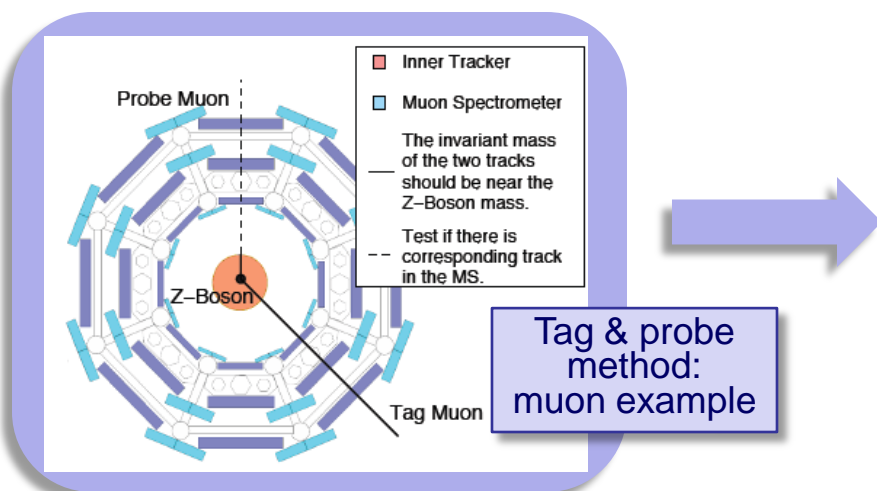 Probe Muon
Inner Tracker
Muon Spectrometer
The invariant mass
of the two tracks
should be near the
Z–Boson mass.
Test if there is
corresponding track
in the MS.
Z–Boson
Tag Muon
Tag & probe
method:
muon example